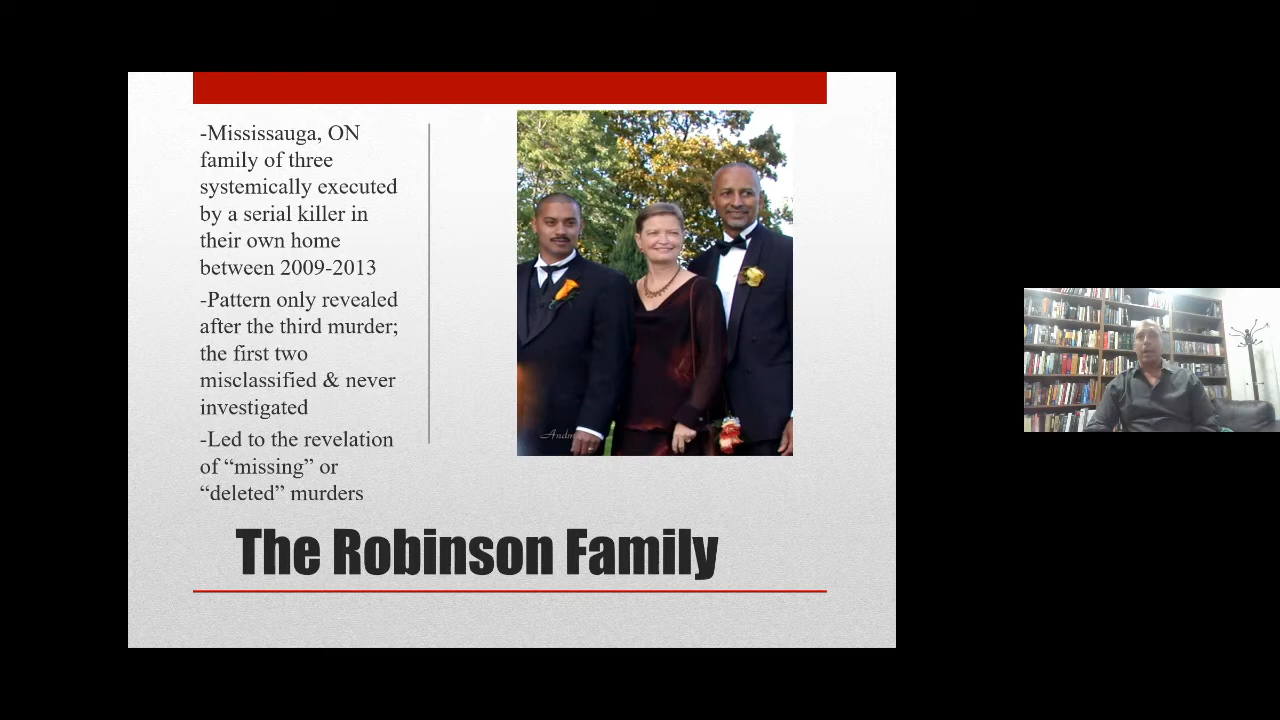 -Mississauga, ON
family of three
systemically executed
by a serial killer in
their own home
between 2009-2013
-Pattern only revealed
after the third murder;
the first two
misclassified & never
investigated
-Led to the revelation
of “missing” or
“deleted” murders
The Robinson Family